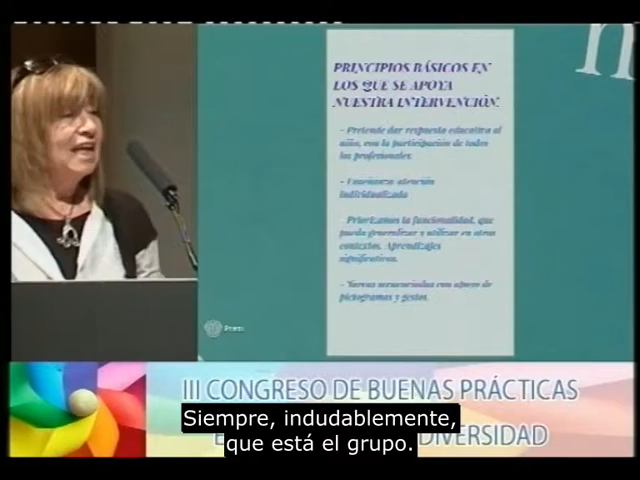 PRINCIPIOS BÁSICOS EN
LOS QUE SE APOYA
NUESTRA INTERVENCIÓN.
- Pretende dar respuesta educativa al
niño, con la participación de todos
los profesionales.
- Enseñanza-atención
individualizada
- Priorizamos la funcionalidad, que
pueda generalizar y utilizar en otros
contextos. Aprendizajes
significativos.
- Tareas secuenciadas con apoyo de
pictogramas y gestos.
III CONGRESO DE BUENAS PRÁCTICAS
DIVERSIDAD
Siempre, indudablemente,
que está el grupo.